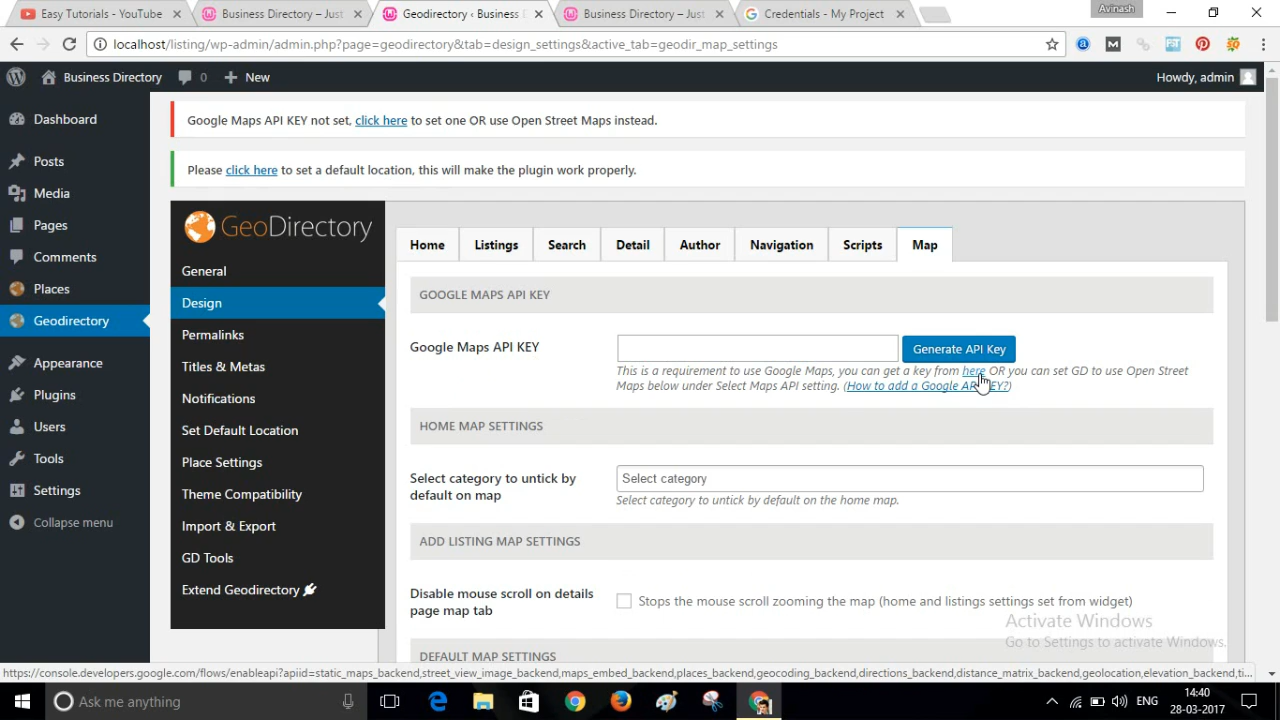 Easy Tutorials - YouTube
Business Directory – Just
Geodirectory ‹ Business E
Business Directory – Just
Credentials - My Project
Avinash
localhost/listing/wp-admin/admin.php?page=geodirectory&tab=design_settings&active_tab=geodir_map_settings
Business Directory
0
New
Howdy, admin
Dashboard
Posts
Media
Pages
Comments
Places
Geodirectory
Appearance
Plugins
Users
Tools
Settings
Collapse menu
Google Maps API KEY not set, click here to set one OR use Open Street Maps instead.
Please click here to set a default location, this will make the plugin work properly.
GeoDirectory
General
Design
Permalinks
Titles & Metas
Notifications
Set Default Location
Place Settings
Theme Compatibility
Import & Export
GD Tools
Extend Geodirectory
Home Listings Search Detail Author Navigation Scripts Map
GOOGLE MAPS API KEY
Google Maps API KEY
Generate API Key
This is a requirement to use Google Maps, you can get a key from here OR you can set GD to use Open Street
Maps below under Select Maps API setting. (How to add a Google API KEY?)
HOME MAP SETTINGS
Select category to untick by
default on map
Select category
Select category to untick by default on the home map.
ADD LISTING MAP SETTINGS
Disable mouse scroll on details
page map tab
Stops the mouse scroll zooming the map (home and listings settings set from widget)
DEFAULT MAP SETTINGS
Activate Windows
Go to Settings to activate Windows.
https://console.developers.google.com/flows/enableapi?apiid=static_maps_backend,street_view_image_backend,maps_embed_backend,places_backend,geocoding_backend,directions_backend,distance_matrix_backend,geolocation,elevation_backend,ti...
Ask me anything
ENG
14:40
28-03-2017